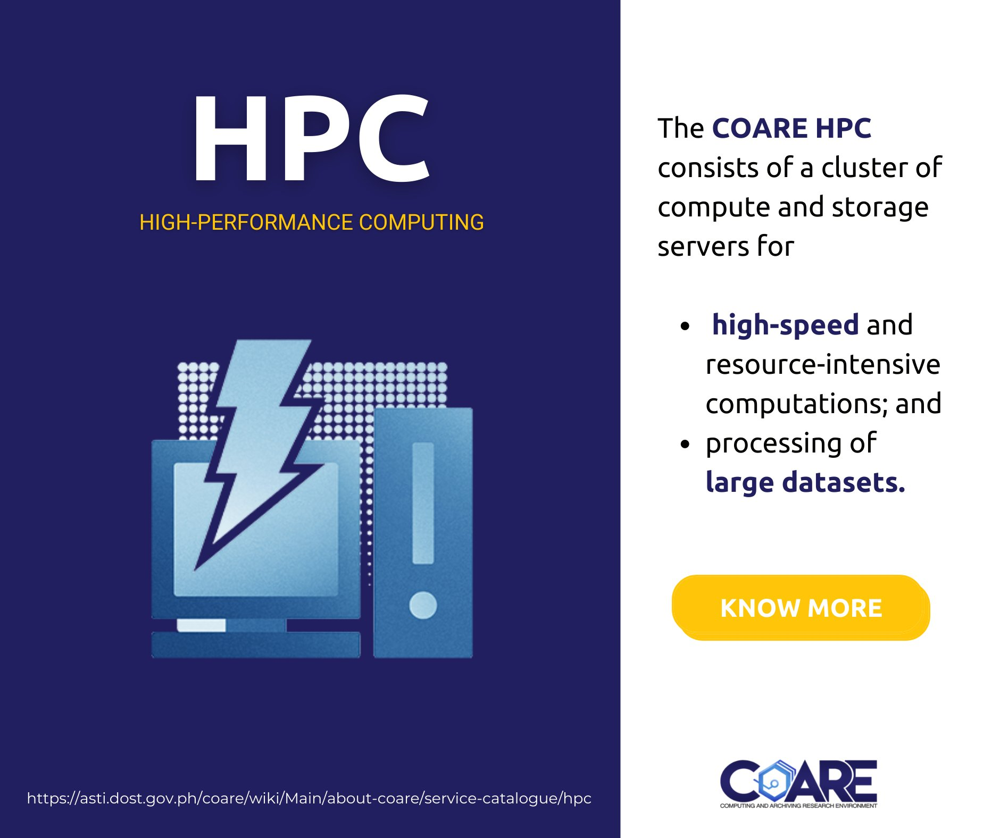 HPC
HIGH-PERFORMANCE COMPUTING
https://asti.dost.gov.ph/coare/wiki/Main/about-coare/service-catalogue/hpc
The COARE HPC
consists of a cluster of
compute and storage
servers for
• high-speed and
resource-intensive
computations; and
• processing of
large datasets.
KNOW MORE
COARE
COMPUTING AND ARCHIVING RESEARCH ENVIRONMENT